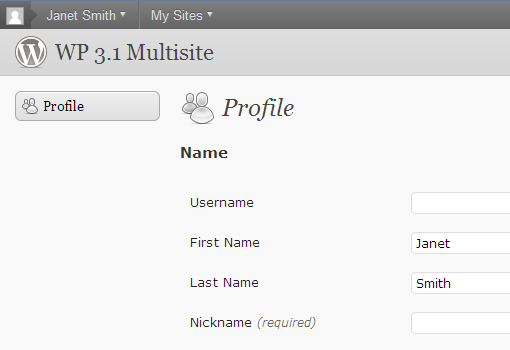 Janet Smith My Sites
WP 3.1 Multisite
Profile
Profile
Name
Username
First Name Janet
Last Name Smith
Nickname (required)